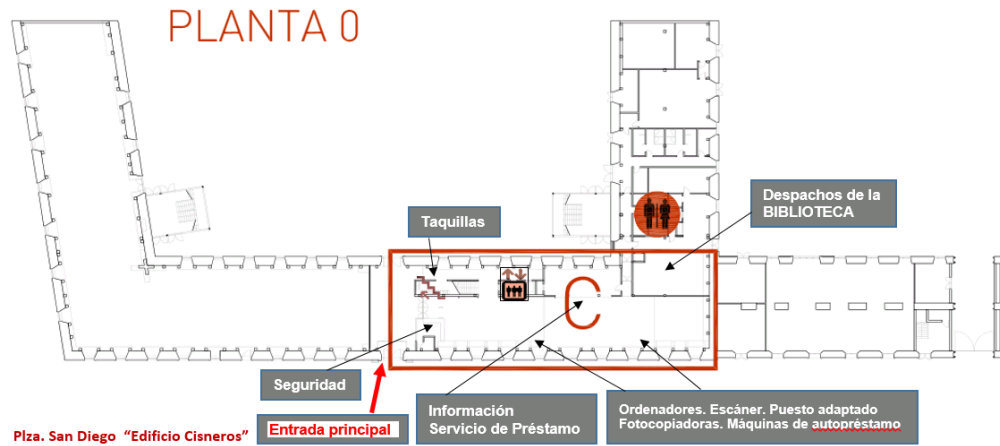 PLANTA 0
Despachos de la
BIBLIOTECA
Taquillas
C
Seguridad
Entrada principal
Información
Servicio de Préstamo
Ordenadores. Escáner. Puesto adaptado
Fotocopiadoras. Máquinas de autopréstamo
Plza. San Diego “Edificio Cisneros”